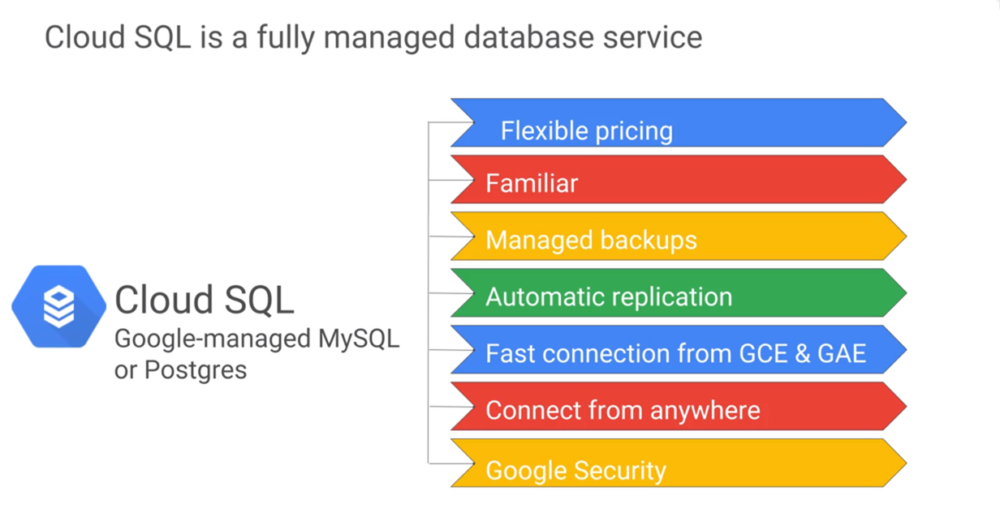 Cloud SQL is a fully managed database service
Flexible pricing
Familiar
Managed backups
Automatic replication
Fast connection from GCE & GAE
Connect from anywhere
Google Security
Cloud SQL
Google-managed MySQL
or Postgres